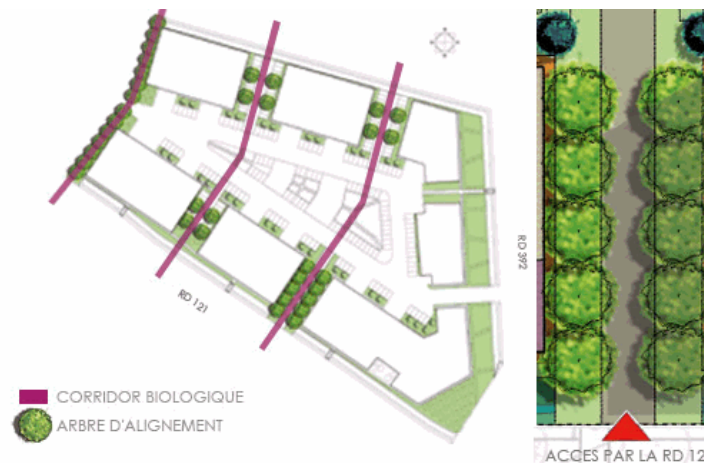 RD 392
RD 121
CORRIDOR BIOLOGIQUE
ARBRE D'ALIGNEMENT
ACCES PAR LA RD 12